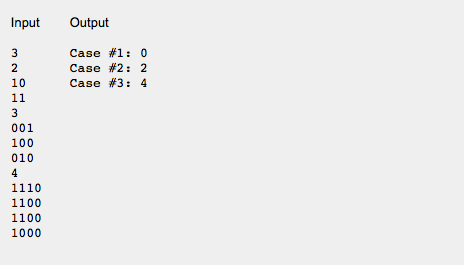 Input Output
3 Case #1: 0
2 Case #2: 2
10 Case #3: 4
11
3
001
100
010
4
1110
1100
1100
1000